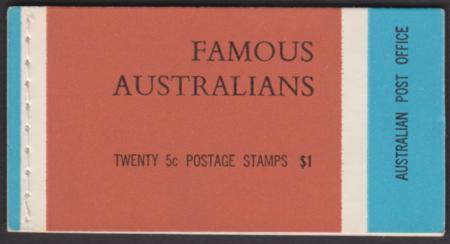 FAMOUS
AUSTRALIANS
TWENTY 5c POSTAGE STAMPS $1
AUSTRALIAN POST OFFICE